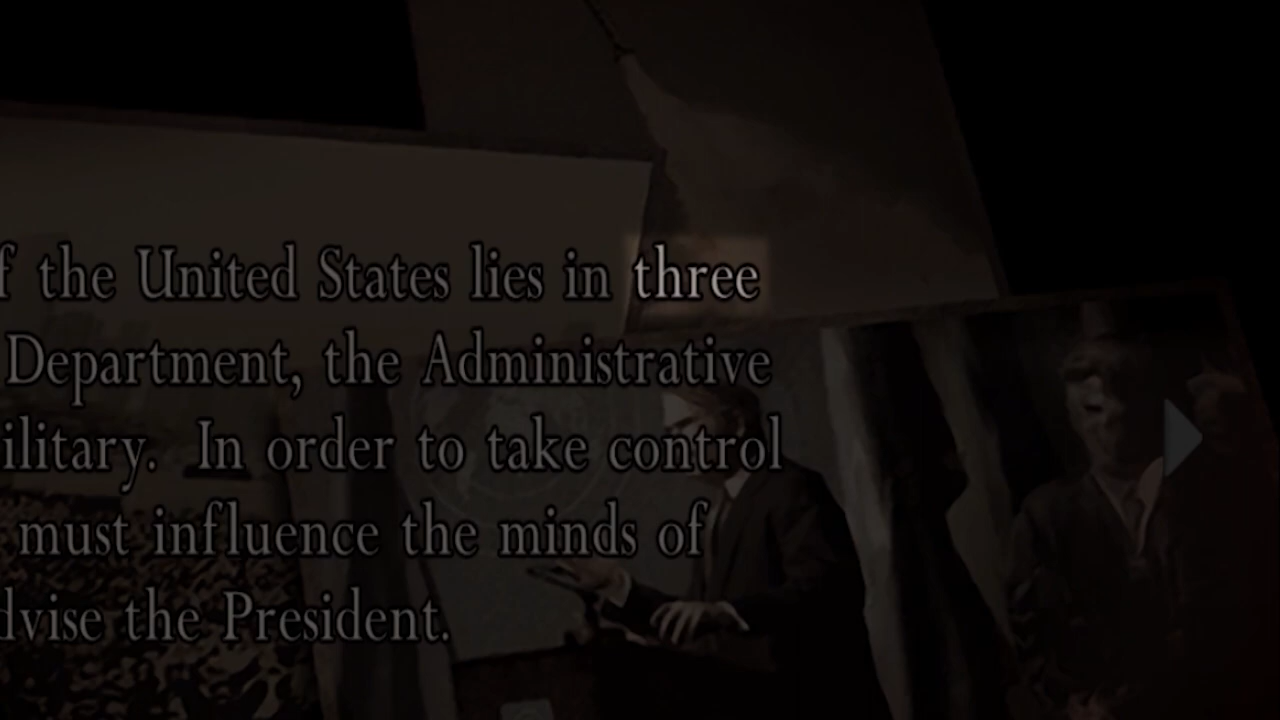 f the United States lies in three
Department, the Administrative
ilitary. In order to take control
must influence the minds of
dvise the President.